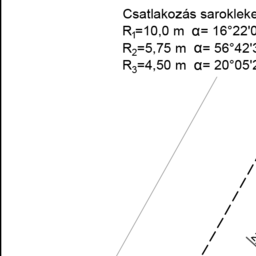 Csatlakozás sarokleke
R₁=10,0 m α= 16°22'0
R₂=5,75 m α= 56°42'3
R₃=4,50 m α= 20°05'2